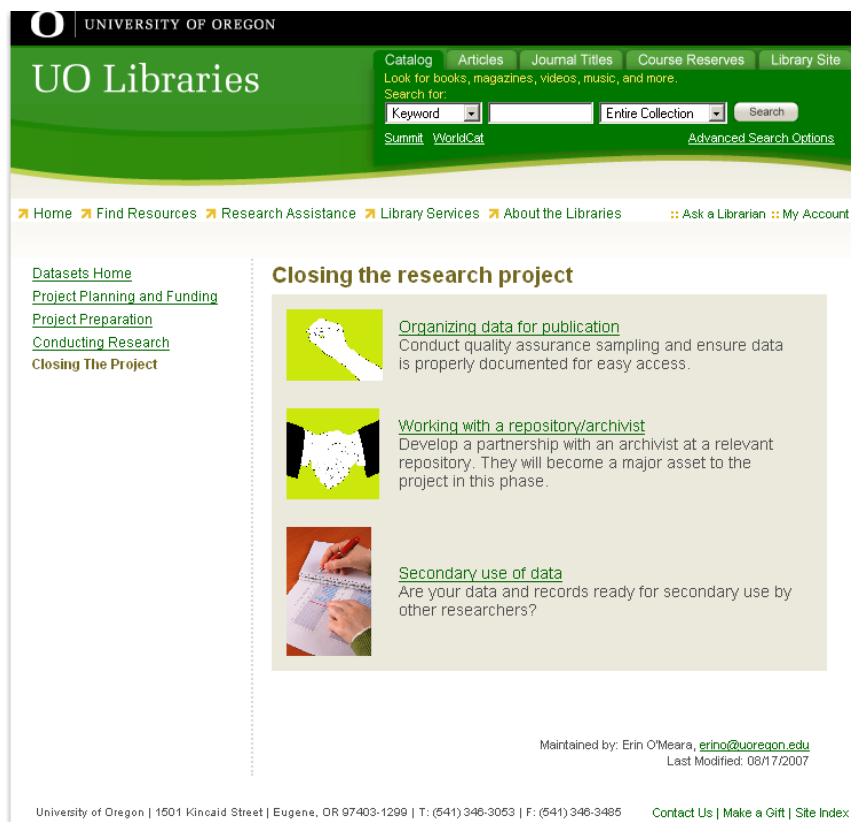 O UNIVERSITY OF OREGON
UO Libraries
Catalog Articles Journal Titles Course Reserves Library Site
Look for books, magazines, videos, music, and more.
Search for:
Keyword Entire Collection Search
Summit WorldCat Advanced Search Options
Home Find Resources Research Assistance Library Services About the Libraries :: Ask a Librarian :: My Account
Datasets Home
Project Planning and Funding
Project Preparation
Conducting Research
Closing The Project
Closing the research project
Organizing data for publication
Conduct quality assurance sampling and ensure data
is properly documented for easy access.
Working with a repository/archivist
Develop a partnership with an archivist at a relevant
repository. They will become a major asset to the
project in this phase.
Secondary use of data
Are your data and records ready for secondary use by
other researchers?
Maintained by: Erin O'Meara, erino@uoregon.edu
Last Modified: 08/17/2007
University of Oregon | 1501 Kincaid Street | Eugene, OR 97403-1299 | T: (541) 346-3053 | F: (541) 346-3485 Contact Us | Make a Gift | Site Index